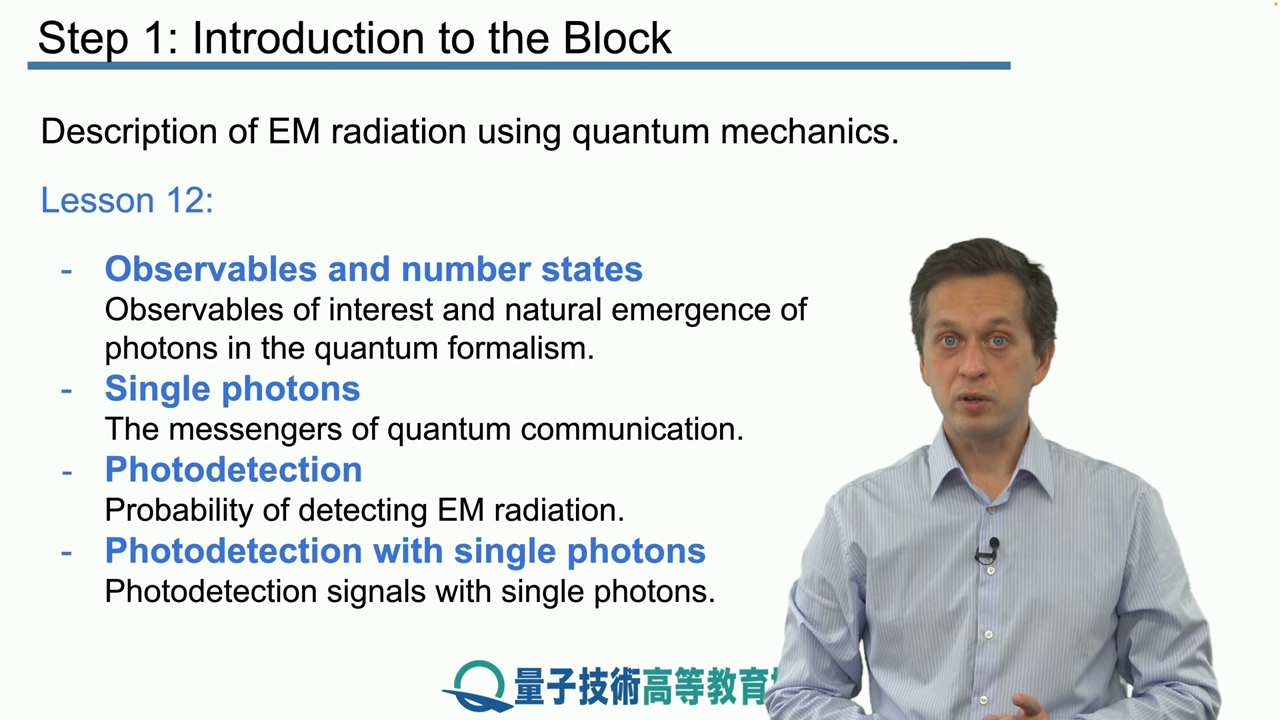 Step 1: Introduction to the Block
Description of EM radiation using quantum mechanics.
Lesson 12:
- Observables and number states
Observables of interest and natural emergence of
photons in the quantum formalism.
- Single photons
The messengers of quantum communication.
- Photodetection
Probability of detecting EM radiation.
- Photodetection with single photons
Photodetection signals with single photons.
量子技術高等教育